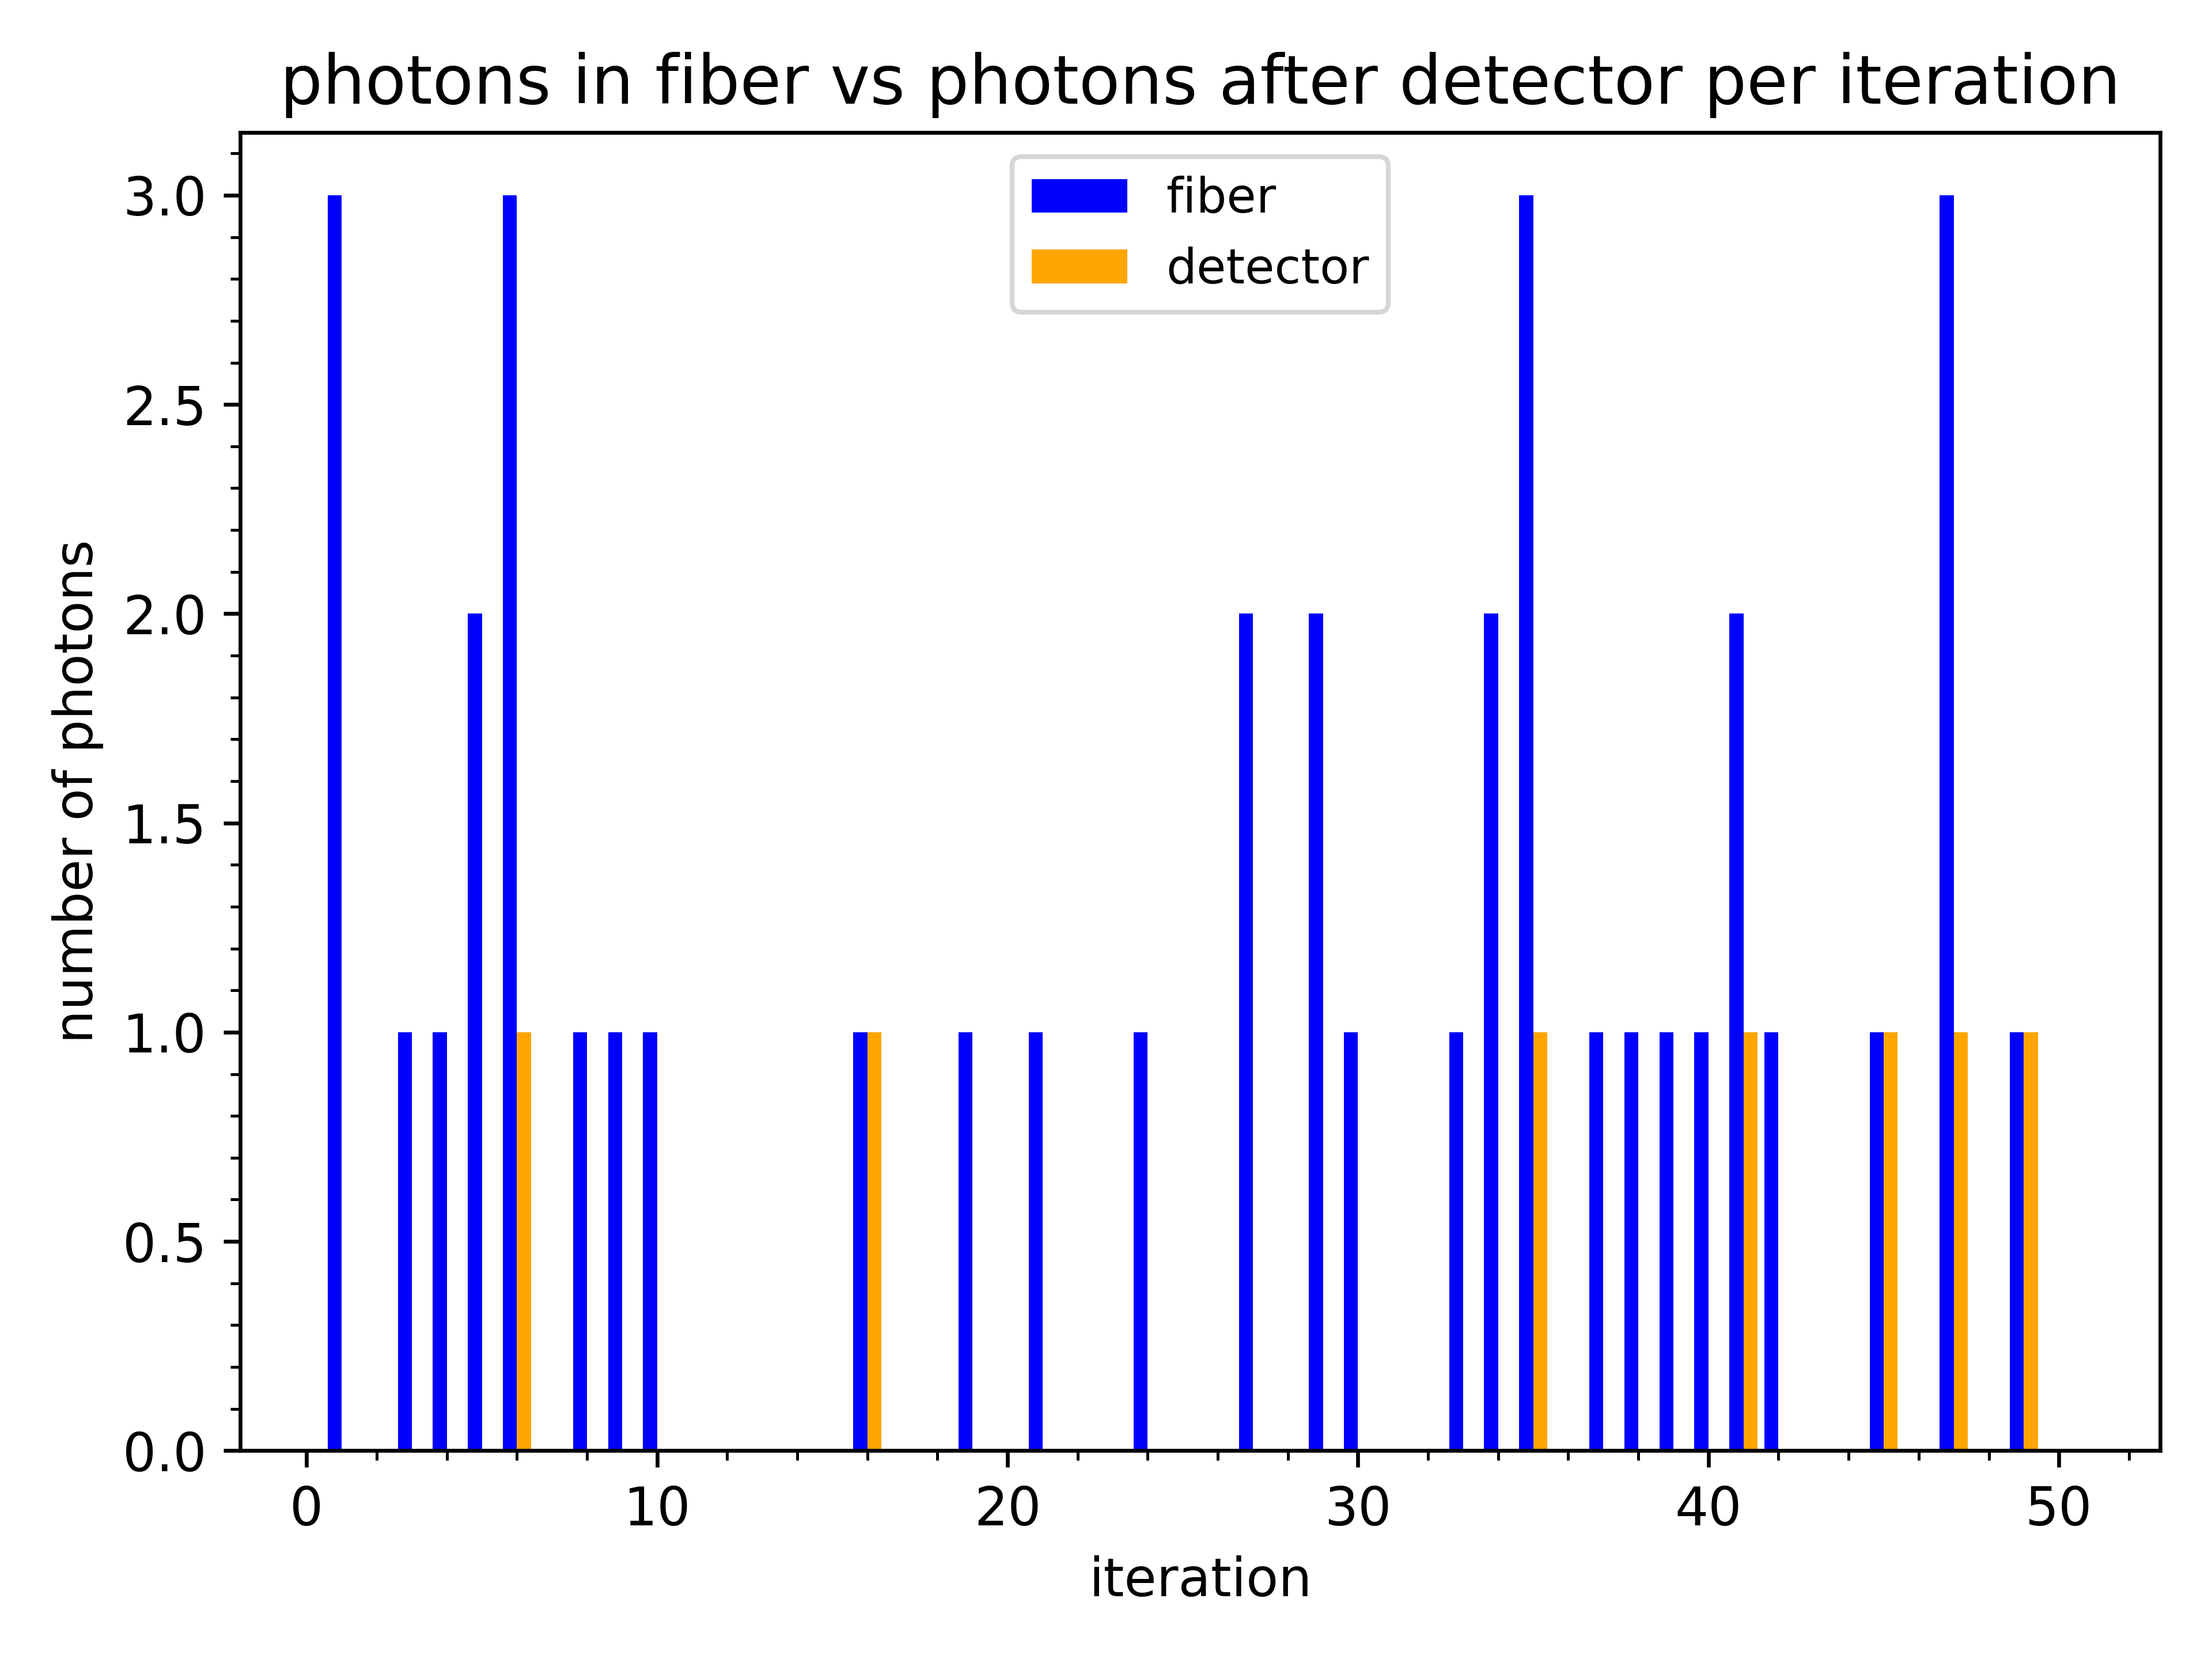 photons in fiber vs photons after detector per iteration
fiber
detector
3.0
2.5
2.0
1.5
1.0
0.5
0.0
number of photons
0 10 20 30 40 50
iteration